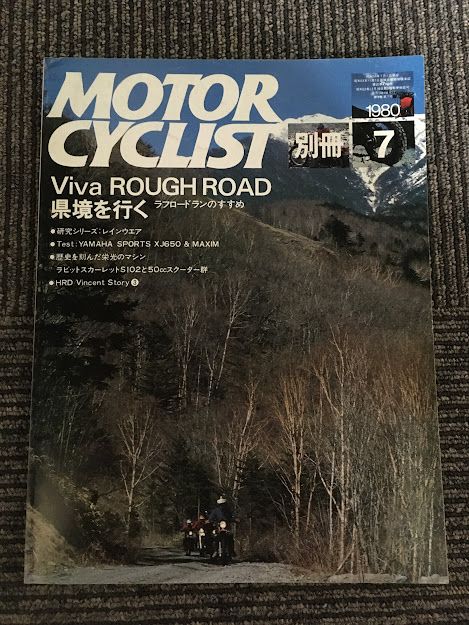 MOTOR
CYCLIST
1980
別冊
7
Viva ROUGH ROAD
県境を行く ラフロードランのすすめ
●研究シリーズ:レインウエア
●Test:YAMAHA SPORTS XJ650 & MAXIM
●歴史を刻んだ栄光のマシン
ラビットスカーレットS102と50ccスクーター群
●HRD Vincent Story❸